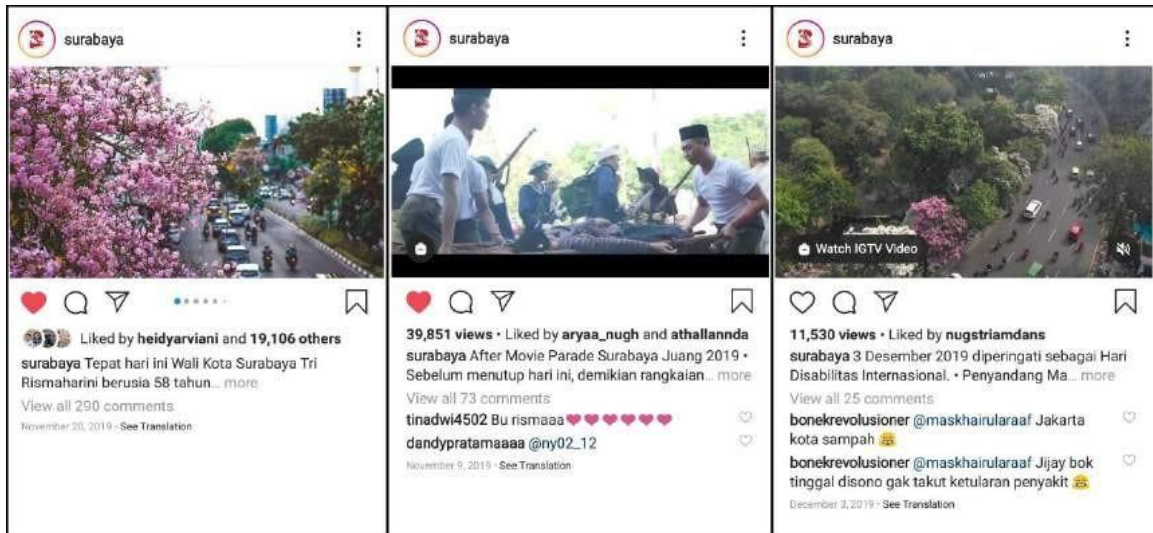 surabaya
Liked by heidyarviani and 19,106 others
surabaya Tepat hari ini Wali Kota Surabaya Tri
Rismaharini berusia 58 tahun... more
View all 290 comments
November 20, 2019 · See Translation
surabaya
39,851 views • Liked by aryaa_nugh and athallannda
surabaya After Movie Parade Surabaya Juang 2019 •
Sebelum menutup hari ini, demikian rangkaian... more
View all 73 comments
tinadwi4502 Bu rismaaa💗💗💗💗💗💗
dandypratamaaaa @ny02_12
November 9, 2019 · See Translation
surabaya
Watch IGTV Video
11,530 views • Liked by nugstriamdans
surabaya 3 Desember 2019 diperingati sebagai Hari
Disabilitas Internasional. • Penyandang Ma... more
View all 25 comments
bonekrevolusioner @maskhairularaaf Jakarta
kota sampah 😤
bonekrevolusioner @maskhairularaaf Jijay bok
tinggal disono gak takut ketularan penyakit 😤
December 3, 2019 · See Translation